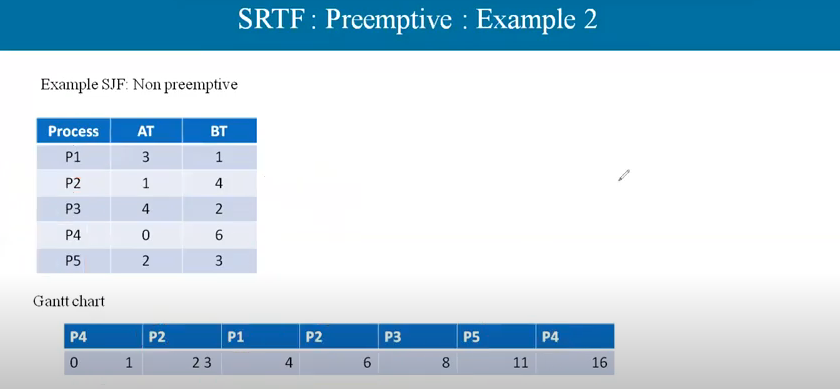 SRTF : Preemptive : Example 2
Example SJF: Non preemptive
Process AT BT
P1 3 1
P2 1 4
P3 4 2
P4 0 6
P5 2 3
Gantt chart
P4 P2 P1 P2 P3 P5 P4
0 1 2 3 4 6 8 11 16